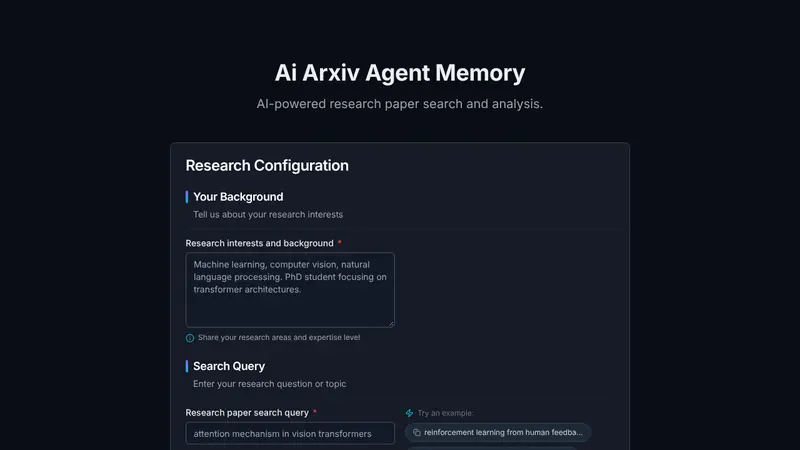 Ai Arxiv Agent Memory
AI-powered research paper search and analysis.
Research Configuration
Your Background
Tell us about your research interests
Research interests and background *
Machine learning, computer vision, natural
language processing. PhD student focusing on
transformer architectures.
Share your research areas and expertise level
Search Query
Enter your research question or topic
Research paper search query *
attention mechanism in vision transformers
Try an example:
reinforcement learning from human feedba...